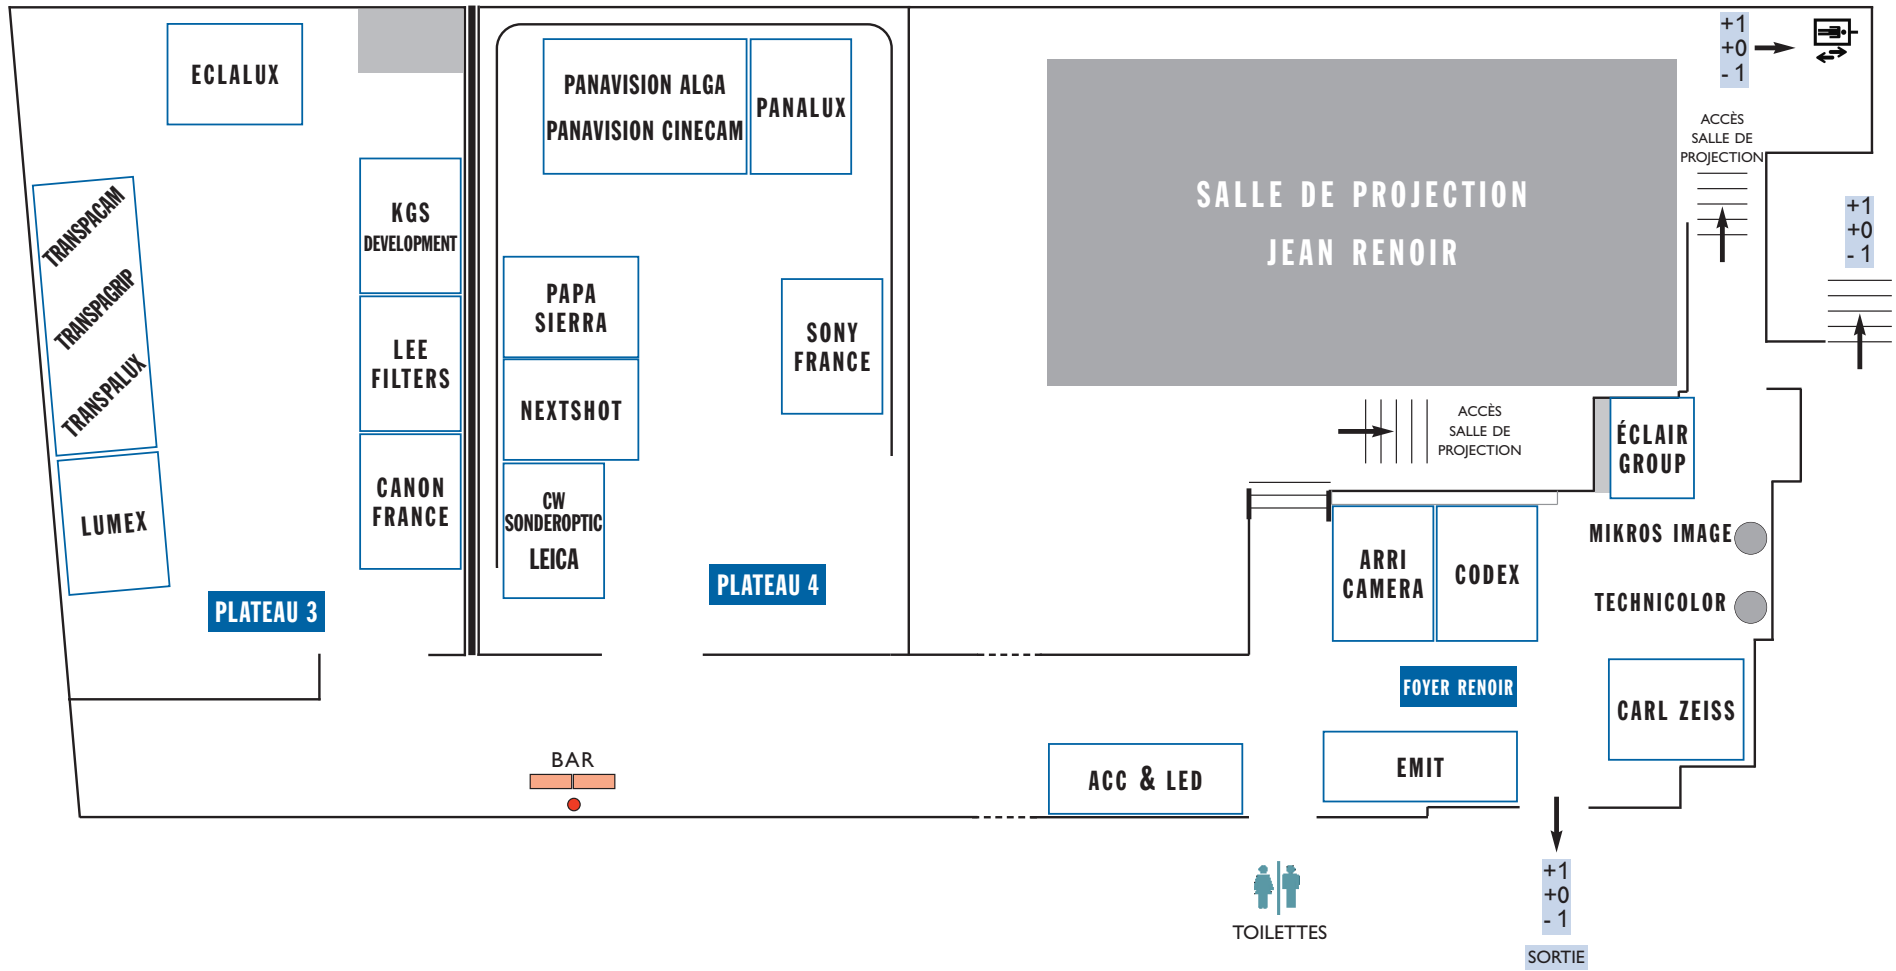 ECLALUX
TRANSPACAM
TRANSPAGRIP
TRANSPALUX
LUMEX
KGS
DEVELOPMENT
LEE
FILTERS
CANON
FRANCE
PLATEAU 3
PANAVISION ALGA
PANAVISION CINECAM
PANALUX
PAPA
SIERRA
NEXTSHOT
CW
SONDEROPTIC
LEICA
SONY
FRANCE
PLATEAU 4
BAR
SALLE DE PROJECTION
JEAN RENOIR
+1
+0
- 1
ACCÈS
SALLE DE
PROJECTION
+1
+0
- 1
ACCÈS
SALLE DE
PROJECTION
ÉCLAIR
GROUP
MIKROS IMAGE
TECHNICOLOR
ARRI
CAMERA
CODEX
FOYER RENOIR
CARL ZEISS
ACC & LED
EMIT
TOILETTES
+1
+0
- 1
SORTIE